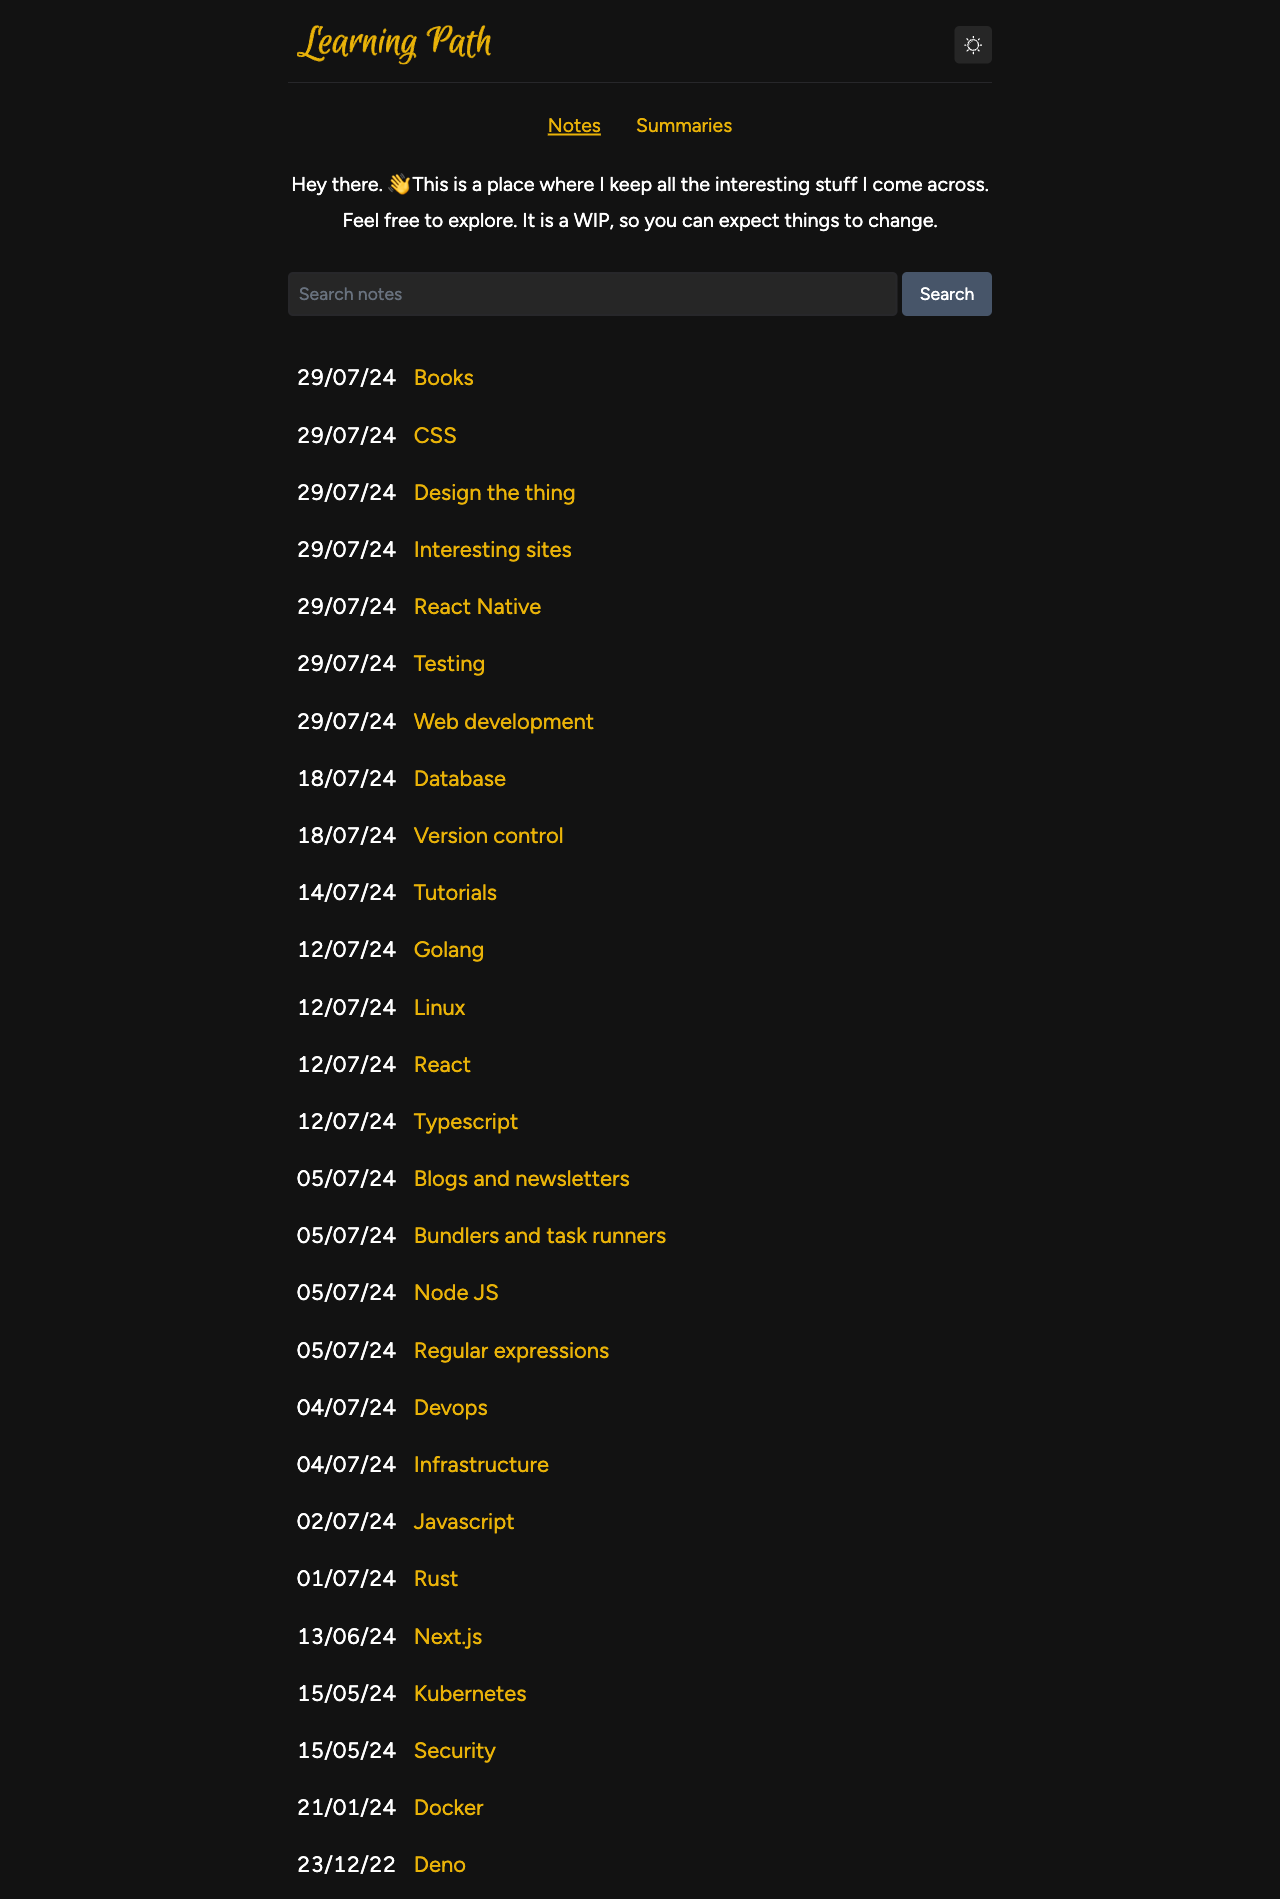 Learning Path
Notes Summaries
Hey there. 👋This is a place where I keep all the interesting stuff I come across.
Feel free to explore. It is a WIP, so you can expect things to change.
Search notes Search
29/07/24 Books
29/07/24 CSS
29/07/24 Design the thing
29/07/24 Interesting sites
29/07/24 React Native
29/07/24 Testing
29/07/24 Web development
18/07/24 Database
18/07/24 Version control
14/07/24 Tutorials
12/07/24 Golang
12/07/24 Linux
12/07/24 React
12/07/24 Typescript
05/07/24 Blogs and newsletters
05/07/24 Bundlers and task runners
05/07/24 Node JS
05/07/24 Regular expressions
04/07/24 Devops
04/07/24 Infrastructure
02/07/24 Javascript
01/07/24 Rust
13/06/24 Next.js
15/05/24 Kubernetes
15/05/24 Security
21/01/24 Docker
23/12/22 Deno